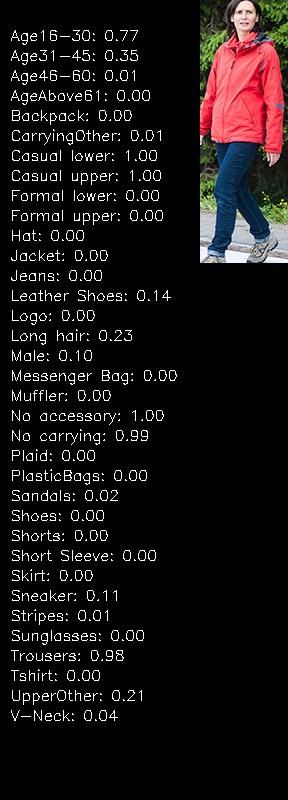 Age16-30: 0.77
Age31-45: 0.35
Age46-60: 0.01
AgeAbove61: 0.00
Backpack: 0.00
CarryingOther: 0.01
Casual lower: 1.00
Casual upper: 1.00
Formal lower: 0.00
Formal upper: 0.00
Hat: 0.00
Jacket: 0.00
Jeans: 0.00
Leather Shoes: 0.14
Logo: 0.00
Long hair: 0.23
Male: 0.10
Messenger Bag: 0.00
Muffler: 0.00
No accessory: 1.00
No carrying: 0.99
Plaid: 0.00
PlasticBags: 0.00
Sandals: 0.02
Shoes: 0.00
Shorts: 0.00
Short Sleeve: 0.00
Skirt: 0.00
Sneaker: 0.11
Stripes: 0.01
Sunglasses: 0.00
Trousers: 0.98
Tshirt: 0.00
UpperOther: 0.21
V-Neck: 0.04